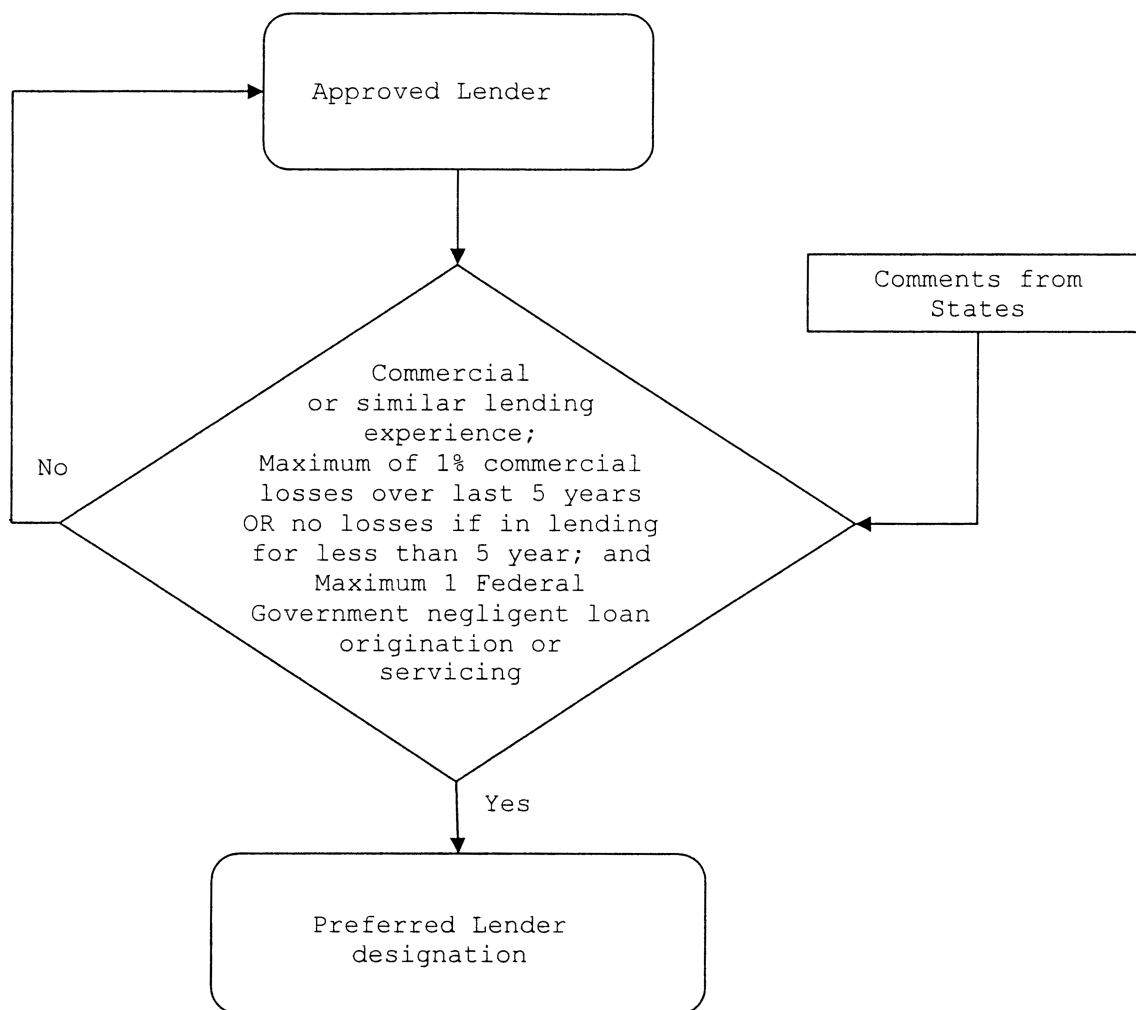 Approved Lender
Comments from
States
Commercial
or similar lending
experience;
Maximum of 1% commercial
losses over last 5 years
OR no losses if in lending
for less than 5 year; and
Maximum 1 Federal
Government negligent loan
origination or
servicing
No
Yes
Preferred Lender
designation